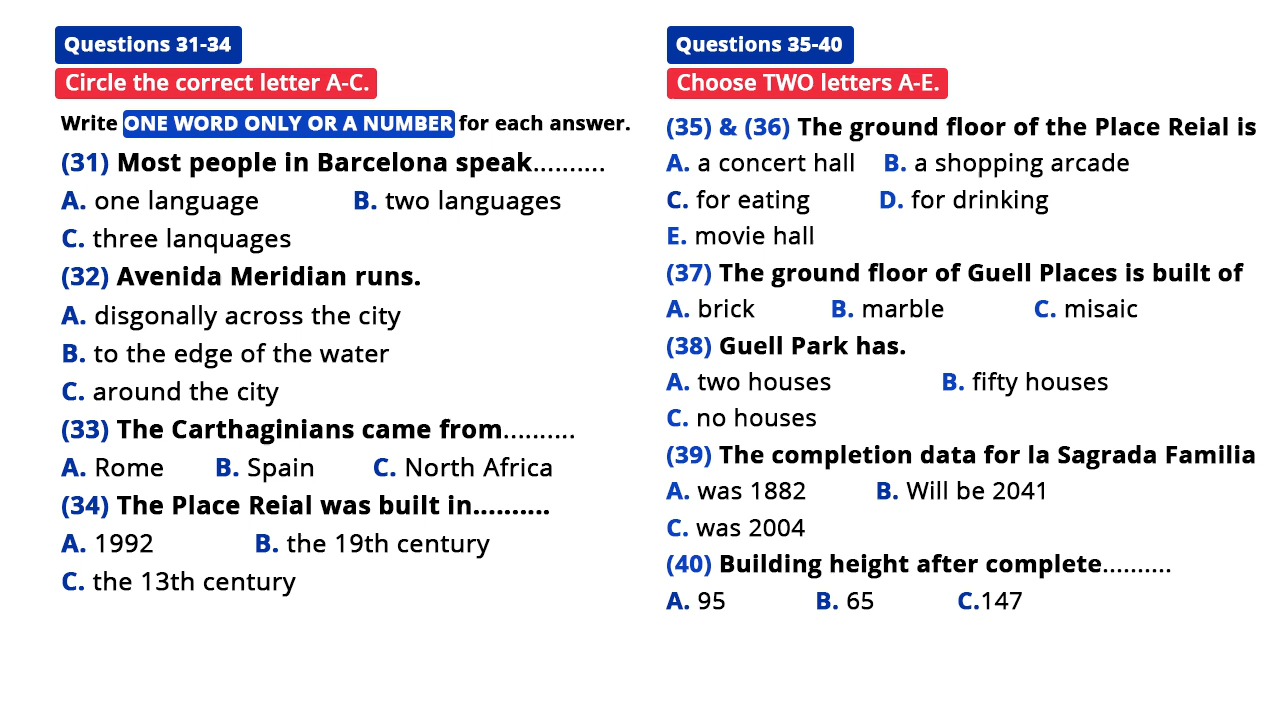 Questions 31-34
Circle the correct letter A-C.
Write ONE WORD ONLY OR A NUMBER for each answer.
(31) Most people in Barcelona speak..........
A. one language B. two languages
C. three lanquages
(32) Avenida Meridian runs.
A. disgonally across the city
B. to the edge of the water
C. around the city
(33) The Carthaginians came from..........
A. Rome B. Spain C. North Africa
(34) The Place Reial was built in..........
A. 1992 B. the 19th century
C. the 13th century
Questions 35-40
Choose TWO letters A-E.
(35) & (36) The ground floor of the Place Reial is
A. a concert hall B. a shopping arcade
C. for eating D. for drinking
E. movie hall
(37) The ground floor of Guell Places is built of
A. brick B. marble C. misaic
(38) Guell Park has.
A. two houses B. fifty houses
C. no houses
(39) The completion data for la Sagrada Familia
A. was 1882 B. Will be 2041
C. was 2004
(40) Building height after complete..........
A. 95 B. 65 C.147